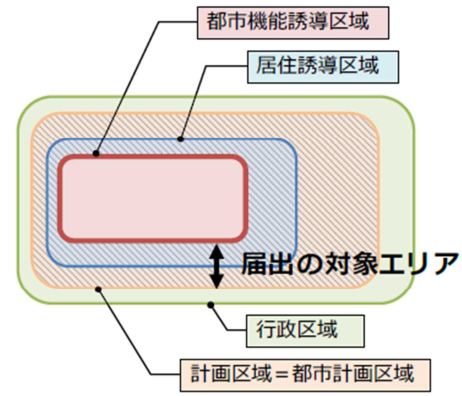 都市機能誘導区域
居住誘導区域
届出の対象エリア
行政区域
計画区域＝都市計画区域